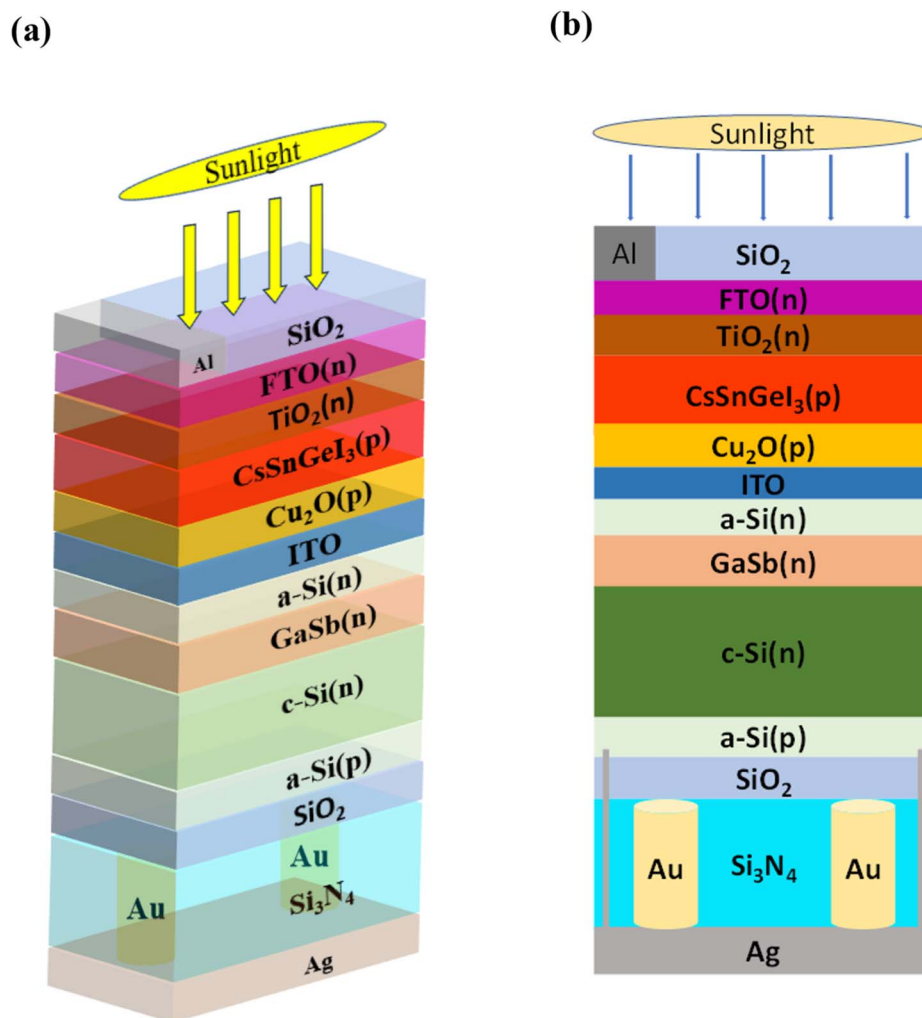 (a)
Sunlight
SiO₂
Al
FTO(n)
TiO₂(n)
CsSnGeI₃(p)
Cu₂O(p)
ITO
a-Si(n)
GaSb(n)
c-Si(n)
a-Si(p)
SiO₂
Au
Au
Si₃N₄
Ag
(b)
Sunlight
Al
SiO₂
FTO(n)
TiO₂(n)
CsSnGeI₃(p)
Cu₂O(p)
ITO
a-Si(n)
GaSb(n)
c-Si(n)
a-Si(p)
SiO₂
Au Si₃N₄ Au
Ag